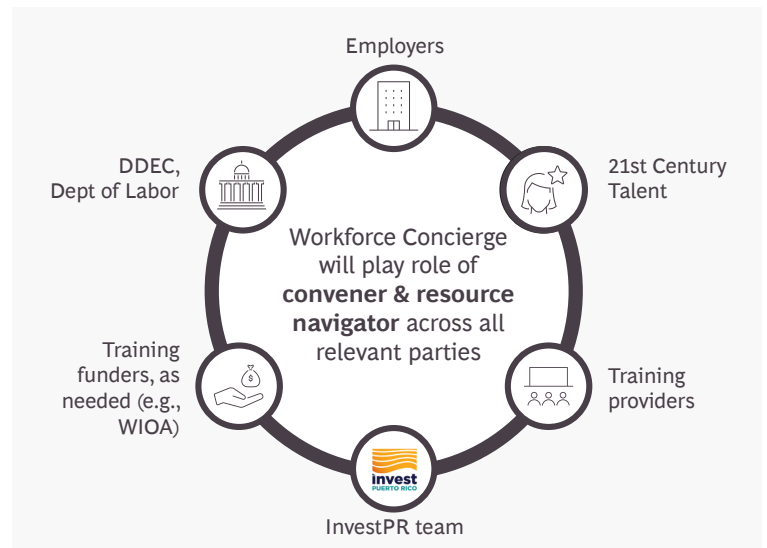 Employers
DDEC,
Dept of Labor
21st Century
Talent
Workforce Concierge
will play role of
convener & resource
navigator across all
relevant parties
Training
funders, as
needed (e.g.,
WIOA)
$
Training
providers
invest
PUERTO RICO
InvestPR team